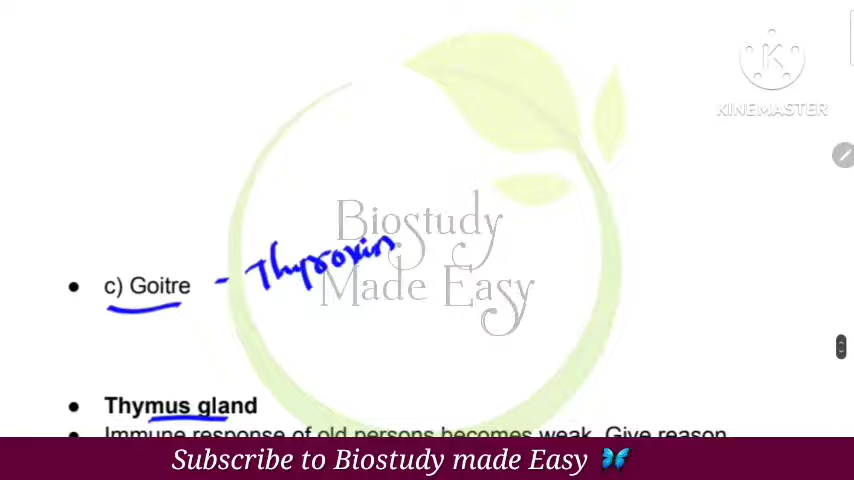 KINEMASTER
Biostudy
Made Easy
● c) Goitre - Thyroxin
● Thymus gland
● Immune response of old persons becomes weak. Give reason
Subscribe to Biostudy made Easy 🦋